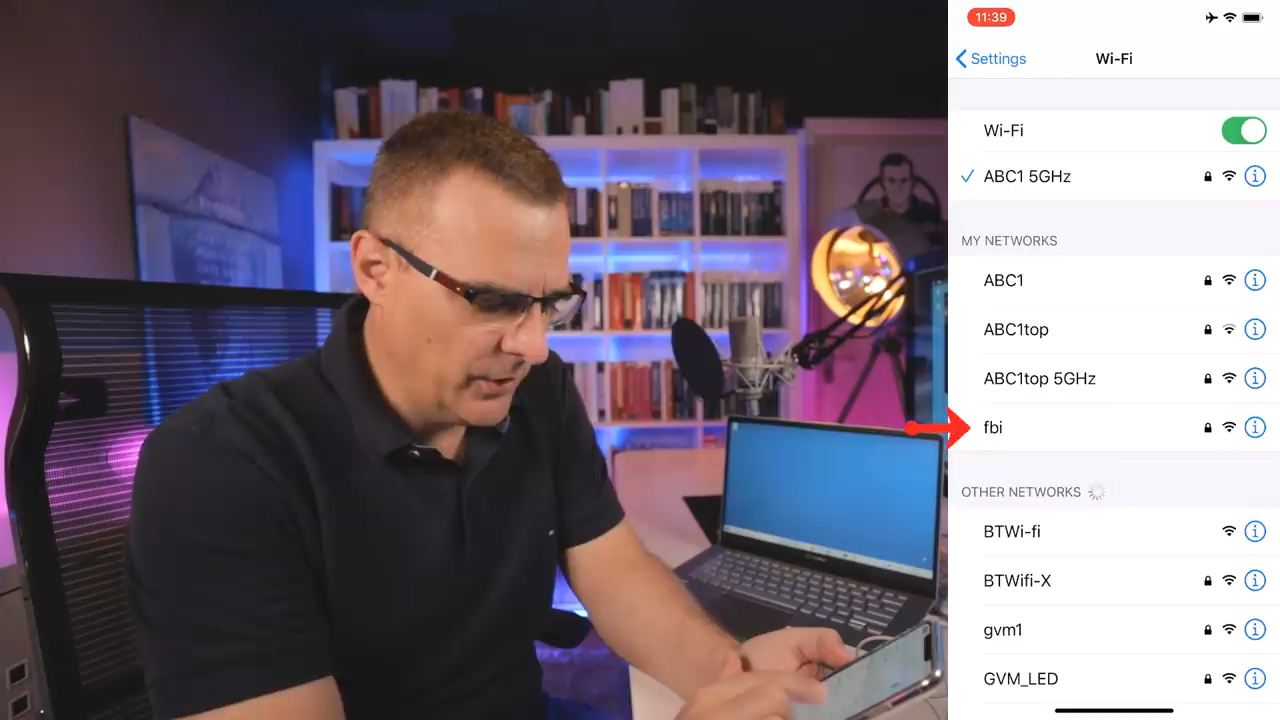 11:39
Settings
Wi-Fi
Wi-Fi
ABC1 5GHz
MY NETWORKS
ABC1
ABC1top
ABC1top 5GHz
fbi
OTHER NETWORKS
BTWi-fi
BTWifi-X
gvm1
GVM_LED